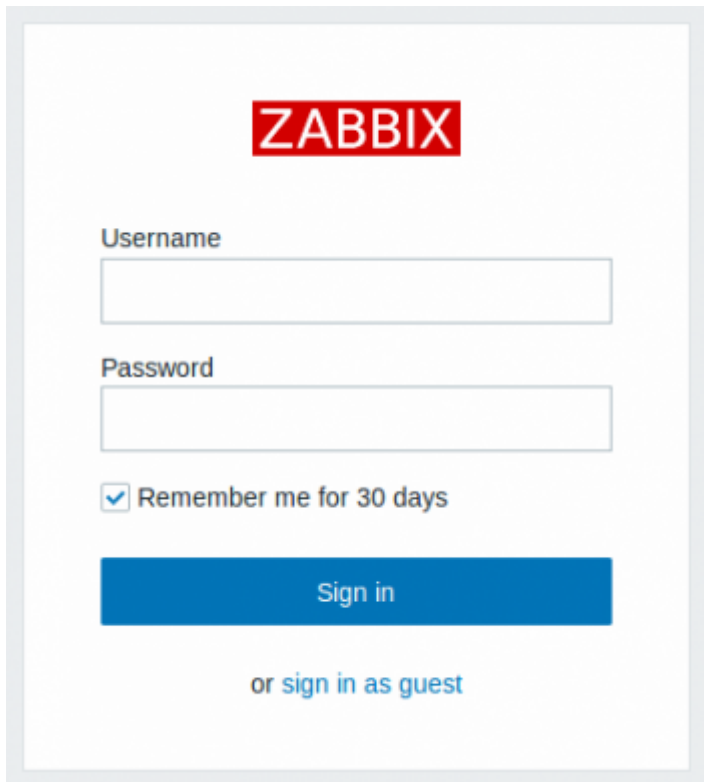 ZABBIX
Username
Password
Remember me for 30 days
Sign in
or sign in as guest